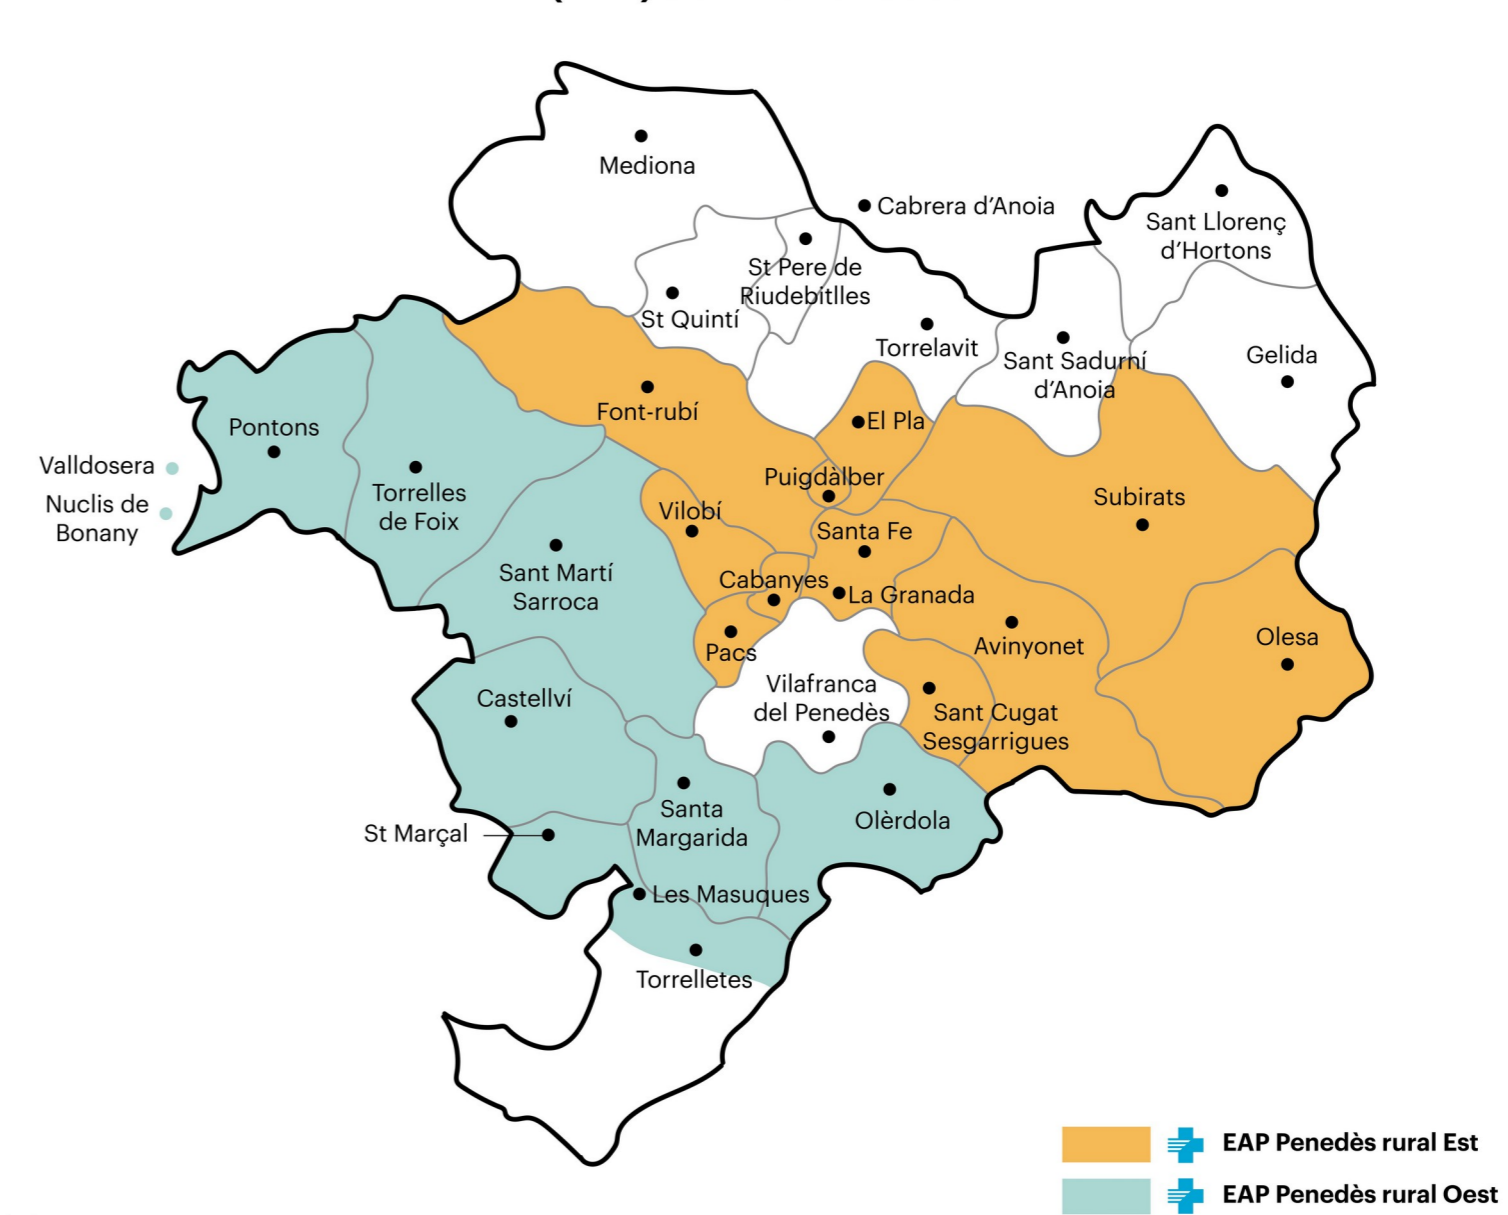 Mediona
Cabrera d'Anoia
Sant Llorenç
d'Hortons
St Pere de
Riudebitlles
St Quintí
Torrelavit
Sant Sadurní
d'Anoia
Gelida
Font-rubí
El Pla
Pontons
Valldosera
Nuclis de
Bonany
Torrelles
de Foix
Puigdàlber
Subirats
Vilobí
Santa Fe
Sant Martí
Sarroca
Cabanyes
La Granada
Avinyonet
Olesa
Pacs
Vilafranca
del Penedès
Castellví
Sant Cugat
Sesgarrigues
Santa
Margarida
Olèrdola
St Marçal
Les Masuques
Torrelletes
EAP Penedès rural Est
EAP Penedès rural Oest